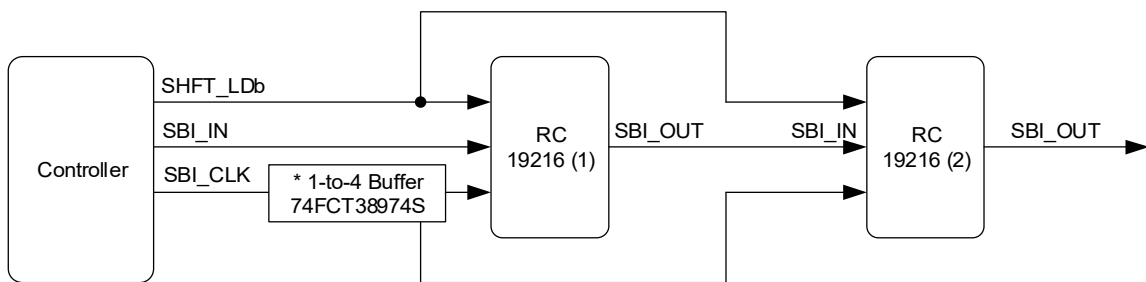 SHFT_LDb
SBI_IN
SBI_CLK
Controller
* 1-to-4 Buffer
74FCT38974S
RC
19216 (1)
SBI_OUT
SBI_IN
RC
19216 (2)
SBI_OUT